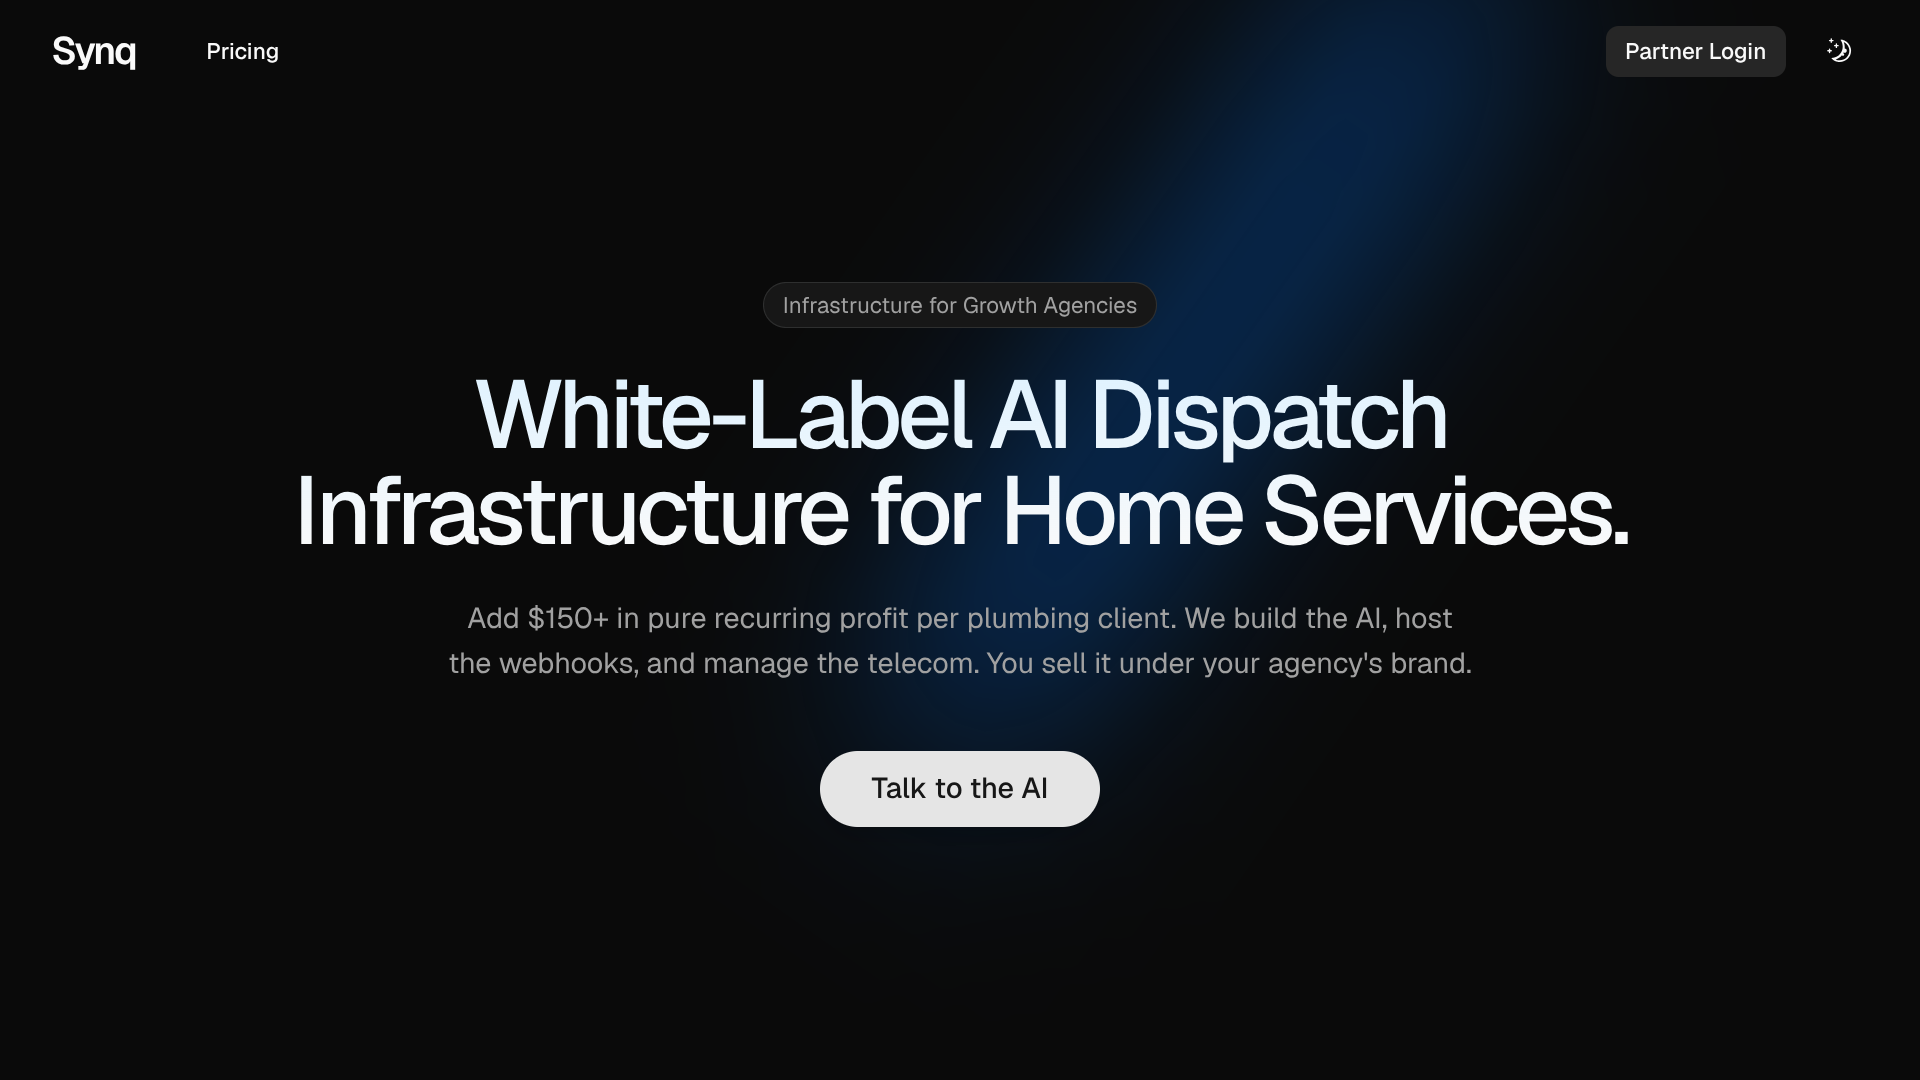 Synq
Pricing
Partner Login
Infrastructure for Growth Agencies
White-Label AI Dispatch
Infrastructure for Home Services.
Add $150+ in pure recurring profit per plumbing client. We build the AI, host
the webhooks, and manage the telecom. You sell it under your agency's brand.
Talk to the AI